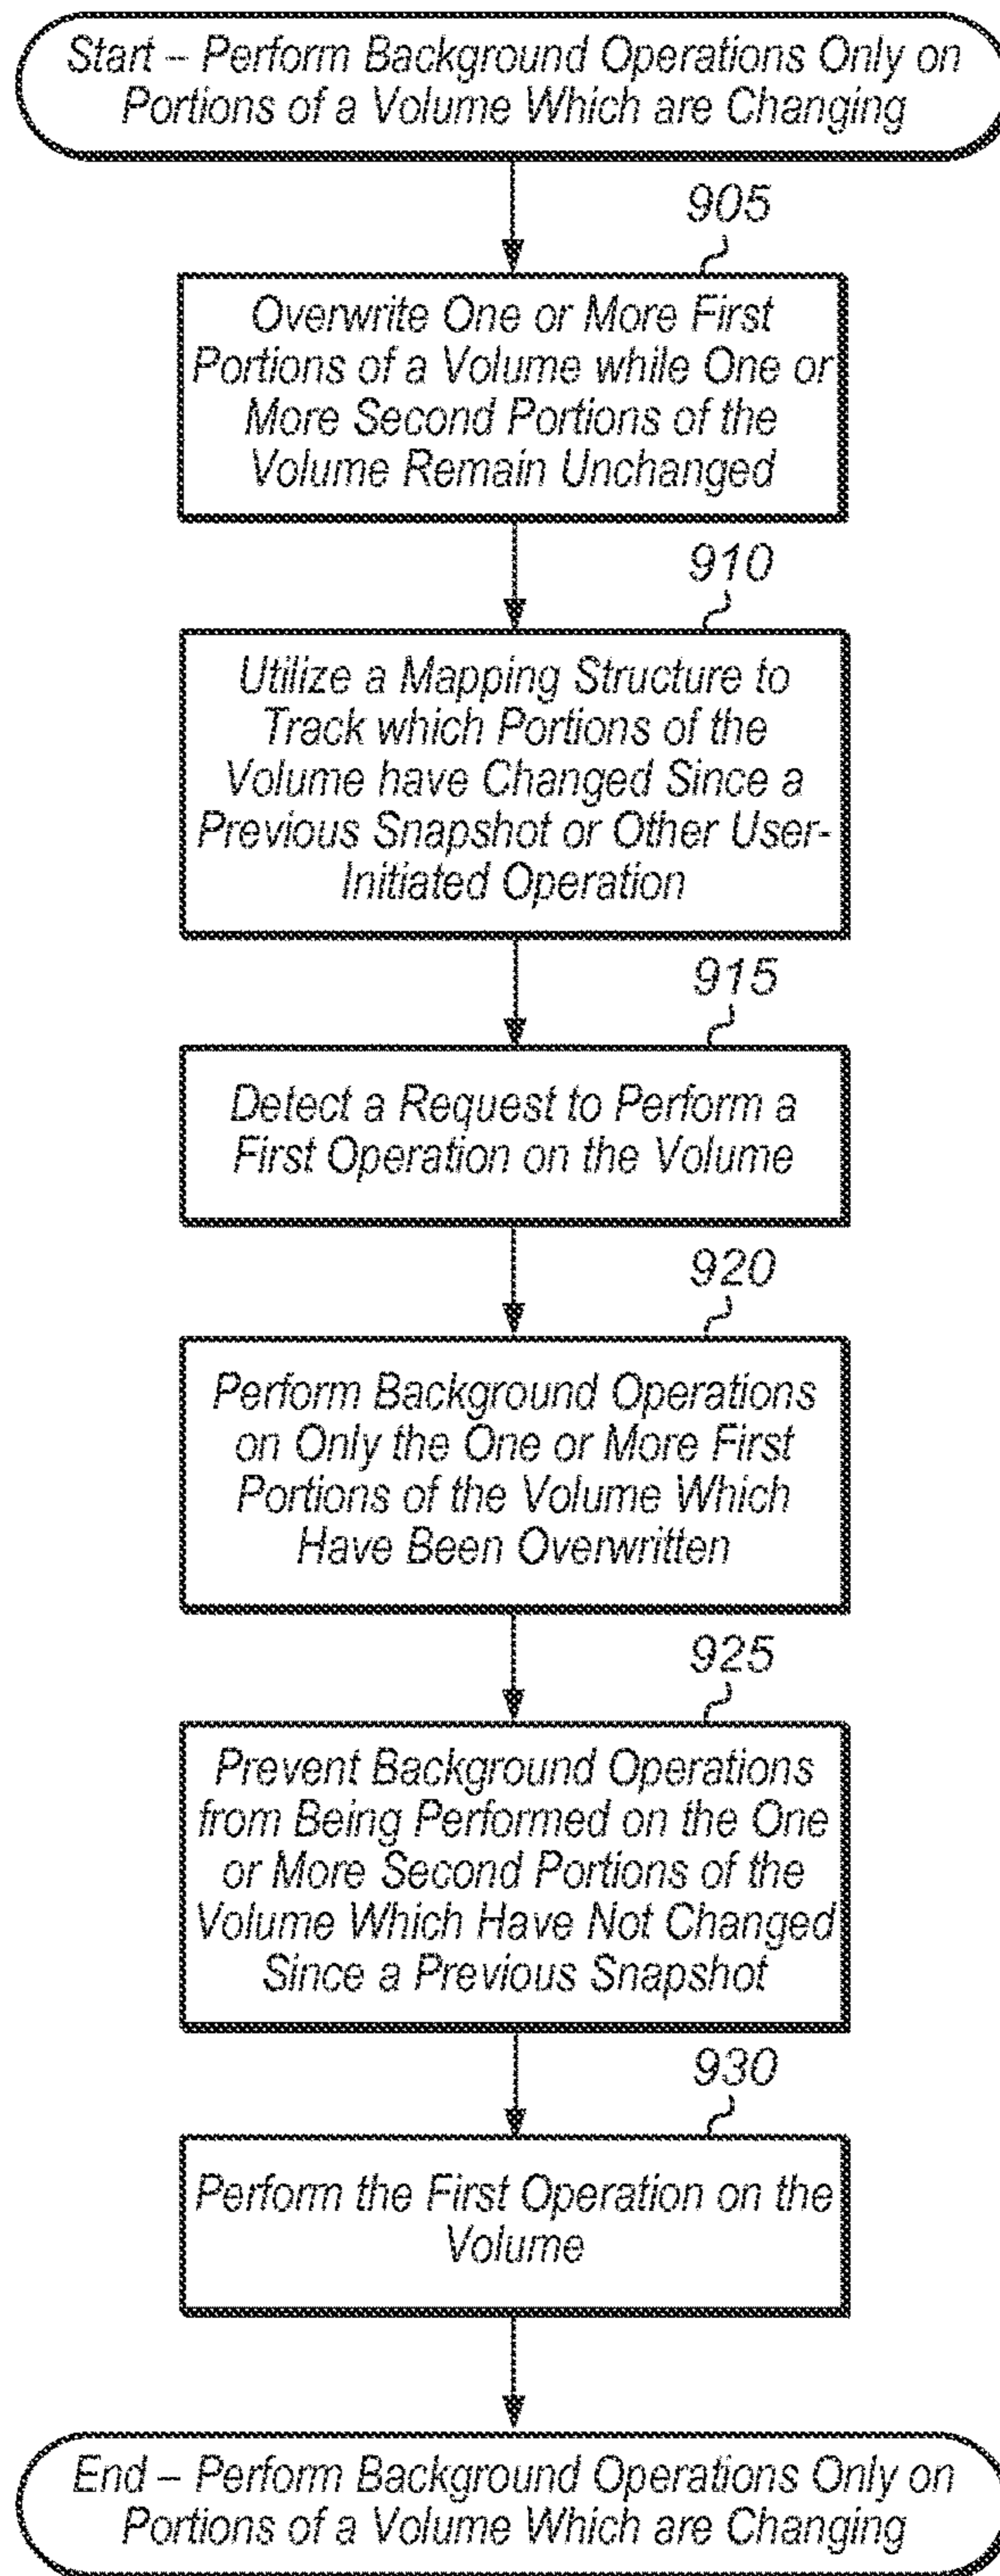 Start – Perform Background Operations Only on
Portions of a Volume Which are Changing
905
Overwrite One or More First
Portions of a Volume while One or
More Second Portions of the
Volume Remain Unchanged
910
Utilize a Mapping Structure to
Track which Portions of the
Volume have Changed Since a
Previous Snapshot or Other User-
Initiated Operation
915
Detect a Request to Perform a
First Operation on the Volume
920
Perform Background Operations
on Only the One or More First
Portions of the Volume Which
Have Been Overwritten
925
Prevent Background Operations
from Being Performed on the One
or More Second Portions of the
Volume Which Have Not Changed
Since a Previous Snapshot
930
Perform the First Operation on the
Volume
End – Perform Background Operations Only on
Portions of a Volume Which are Changing